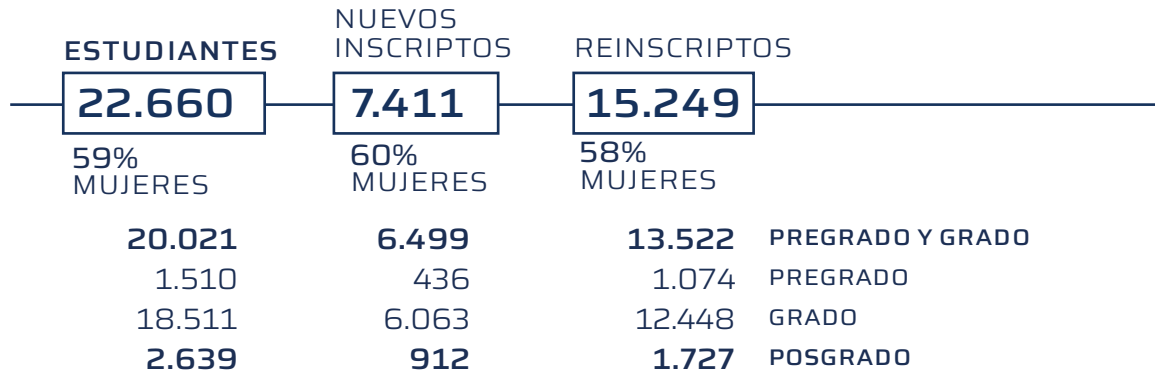 ESTUDIANTES
22.660
59%
MUJERES
NUEVOS
INSCRIPTOS
7.411
60%
MUJERES
REINSCRIPTOS
15.249
58%
MUJERES
20.021 6.499 13.522 PREGRADO Y GRADO
1.510 436 1.074 PREGRADO
18.511 6.063 12.448 GRADO
2.639 912 1.727 POSGRADO